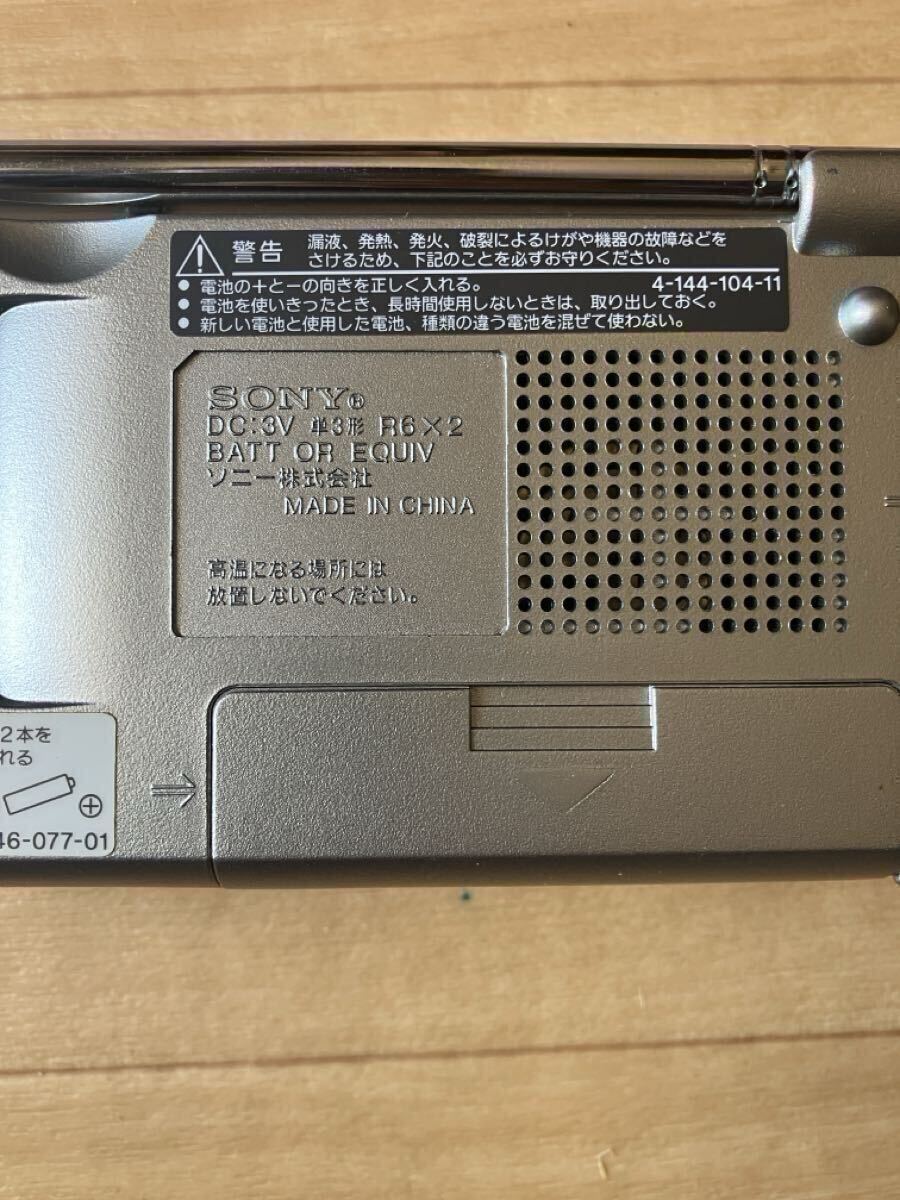 警告
漏液、発熱、発火、破裂によるけがや機器の故障などを
さけるため、下記のことを必ずお守りください。
● 電池の＋と－の向きを正しく入れる。 4-144-104-11
● 電池を使いきったとき、長時間使用しないときは、取り出しておく。
● 新しい電池と使用した電池、種類の違う電池を混ぜて使わない。
SONY®
DC:3V 単3形 R6×2
BATT OR EQUIV
ソニー株式会社
MADE IN CHINA
高温になる場所には
放置しないでください。
2本を
れる
46-077-01